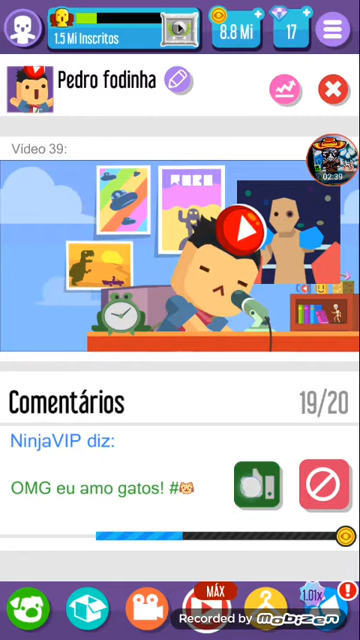 1.5 Mi Inscritos
8.8 Mi
17
Pedro fodinha
Vídeo 39:
02:39
POKO
Comentários
19/20
NinjaVIP diz:
OMG eu amo gatos! #🐱
MÁX
1.01x
Recorded by
Mobizen